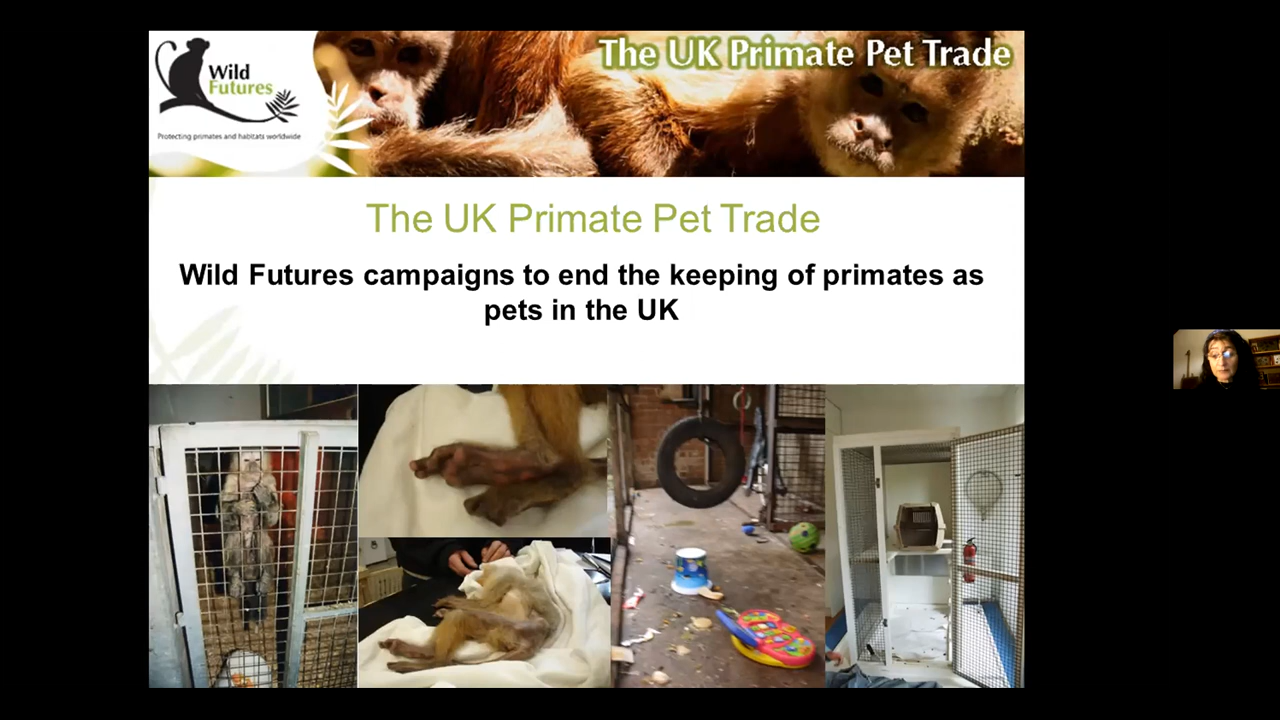 The UK Primate Pet Trade
Wild
Futures
Protecting primates and habitats worldwide
The UK Primate Pet Trade
Wild Futures campaigns to end the keeping of primates as
pets in the UK